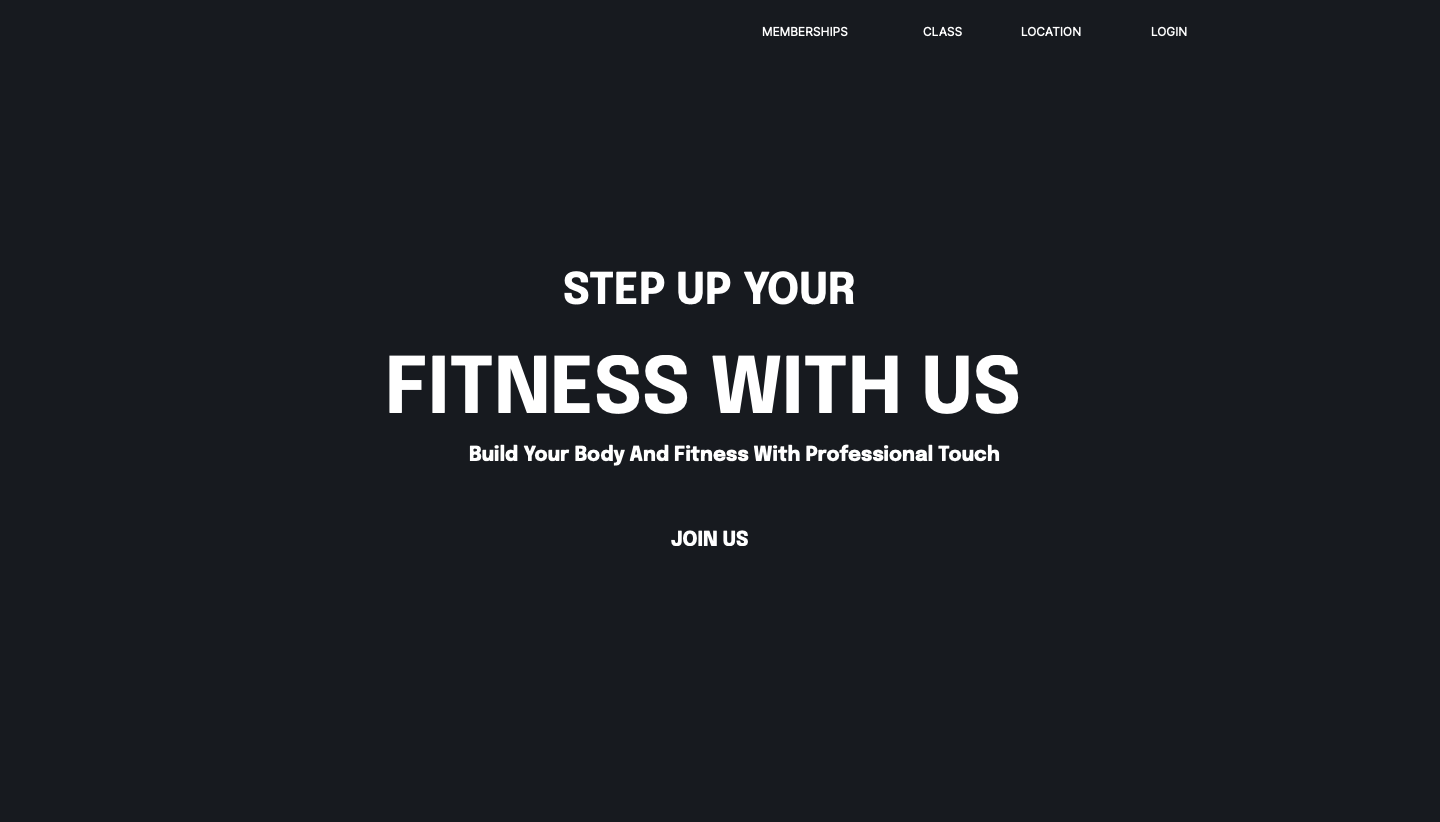 MEMBERSHIPS CLASS LOCATION LOGIN
STEP UP YOUR
FITNESS WITH US
Build Your Body And Fitness With Professional Touch
JOIN US